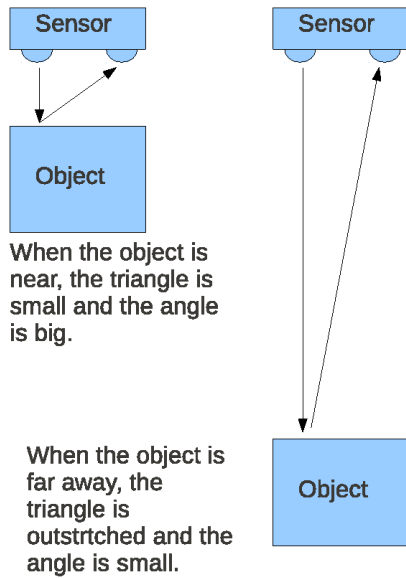 Sensor
Sensor
Object
When the object is
near, the triangle is
small and the angle
is big.
When the object is
far away, the
triangle is
outstrtched and the
angle is small.
Object